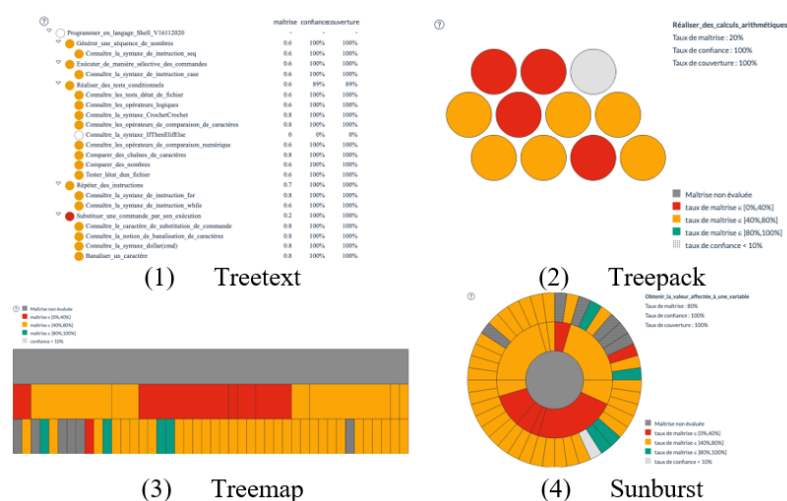 maîtrise confiance couverture
Programmer_en_langage_Shell_V16112020 - - -
Générer_une_séquence_de_nombres 0.6 100% 100%
Connaître_la_syntaxe_de_instruction_seq 0.6 100% 100%
Exécuter_de_manière_sélective_des_commandes 0.6 100% 100%
Connaître_la_syntaxe_de_instruction_case 0.6 100% 100%
Réaliser_des_tests_conditionnels 0.6 89% 89%
Connaître_les_tests_détat_de_fichier 0.6 100% 100%
Connaître_les_opérateurs_logiques 0.6 100% 100%
Connaître_la_syntaxe_CrochetCrochet 0.8 100% 100%
Connaître_les_opérateurs_de_comparaison_de_caractères 0.8 100% 100%
Connaître_la_syntaxe_IfThenElifElse 0 0% 0%
Connaître_les_opérateurs_de_comparaison_numérique 0.6 100% 100%
Comparer_des_chaînes_de_caractères 0.8 100% 100%
Comparer_des_nombres 0.6 100% 100%
Tester_létat_dun_fichier 0.6 100% 100%
Répéter_des_instructions 0.7 100% 100%
Connaître_la_syntaxe_de_instruction_for 0.8 100% 100%
Connaître_la_syntaxe_de_instruction_while 0.6 100% 100%
Substituer_une_commande_par_son_exécution 0.2 100% 100%
Connaître_le_caractère_de_substitution_de_commande 0.8 100% 100%
Connaître_la_notion_de_banalisation_de_caractères 0.8 100% 100%
Connaître_la_syntaxe_dollar(cmd) 0.8 100% 100%
Banaliser_un_caractère 0.8 100% 100%
(1) Treetext
Réaliser_des_calculs_arithmétiques
Taux de maîtrise : 20%
Taux de confiance : 100%
Taux de couverture : 100%
Maîtrise non évaluée
taux de maîtrise ≤ [0%,40%]
taux de maîtrise ≤ ]40%,80%]
taux de maîtrise ≤ ]80%,100%]
taux de confiance < 10%
(2) Treepack
Maîtrise non évaluée
maîtrise ≤ [0%,40%]
maîtrise ≤ ]40%,80%]
maîtrise ≤ ]80%,100%]
confiance < 10%
(3) Treemap
Obtenir_la_valeur_affectée_à_une_variable
Taux de maîtrise : 80%
Taux de confiance : 100%
Taux de couverture : 100%
Maîtrise non évaluée
taux de maîtrise ≤ [0%,40%]
taux de maîtrise ≤ ]40%,80%]
taux de maîtrise ≤ ]80%,100%]
taux de confiance < 10%
(4) Sunburst